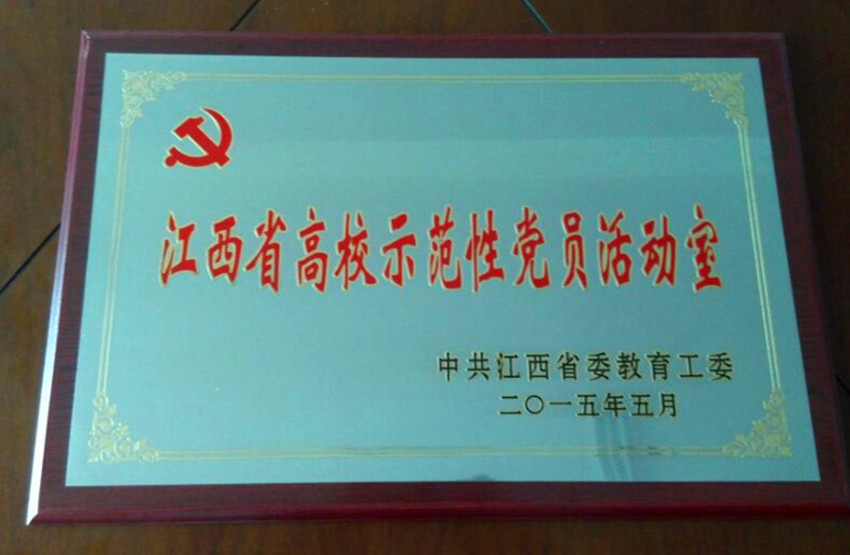 江西省高校示范性党员活动室
中共江西省委教育工委
二〇一五年五月